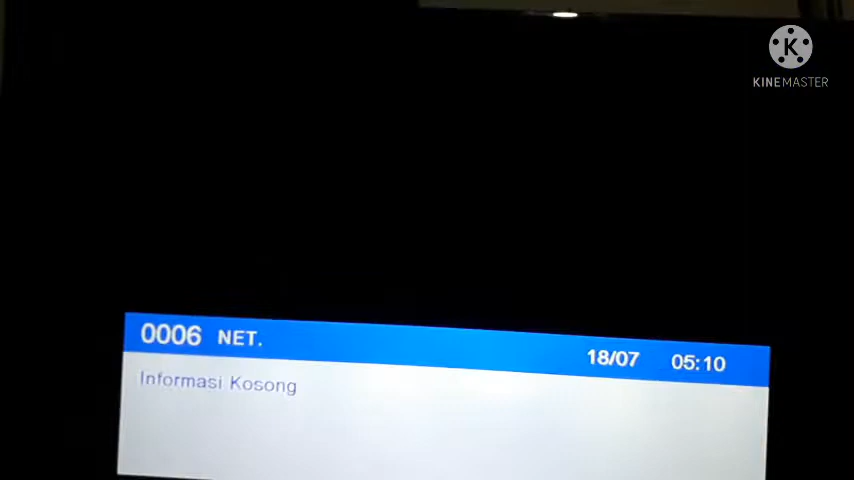 K
KINEMASTER
0006 NET.
18/07 05:10
Informasi Kosong